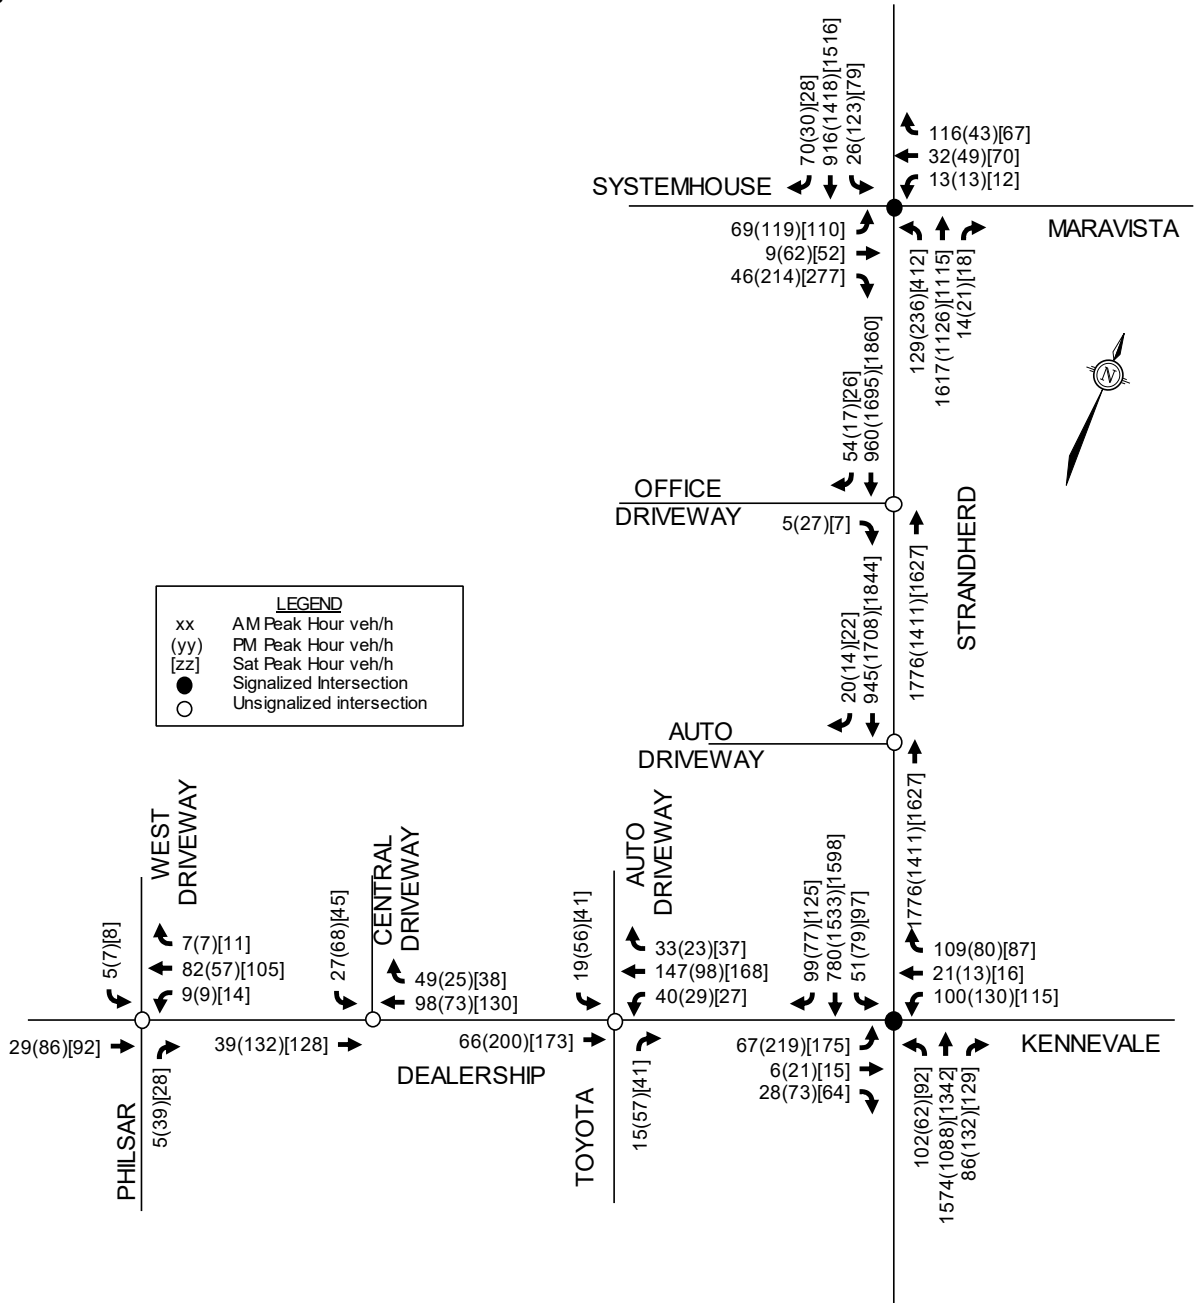 70(30)[28]
916(1418)[1516]
26(123)[79]
116(43)[67]
32(49)[70]
13(13)[12]
SYSTEMHOUSE
MARAVISTA
69(119)[110]
9(62)[52]
46(214)[277]
129(236)[412]
1617(1126)[1115]
14(21)[18]
N
54(17)[26]
960(1695)[1860]
OFFICE
DRIVEWAY
5(27)[7]
STRANDHERD
1776(1411)[1627]
20(14)[22]
945(1708)[1844]
AUTO
DRIVEWAY
1776(1411)[1627]
LEGEND
xx AM Peak Hour veh/h
(yy) PM Peak Hour veh/h
[zz] Sat Peak Hour veh/h
Signalized Intersection
Unsignalized intersection
WEST
DRIVEWAY
5(7)[8]
7(7)[11]
82(57)[105]
9(9)[14]
29(86)[92]
5(39)[28]
PHILSAR
CENTRAL
DRIVEWAY
27(68)[45]
49(25)[38]
98(73)[130]
39(132)[128]
DEALERSHIP
AUTO
DRIVEWAY
19(56)[41]
33(23)[37]
147(98)[168]
40(29)[27]
66(200)[173]
15(57)[41]
TOYOTA
99(77)[125]
780(1533)[1598]
51(79)[97]
109(80)[87]
21(13)[16]
100(130)[115]
67(219)[175]
6(21)[15]
28(73)[64]
KENNEVALE
102(62)[92]
1574(1088)[1342]
86(132)[129]